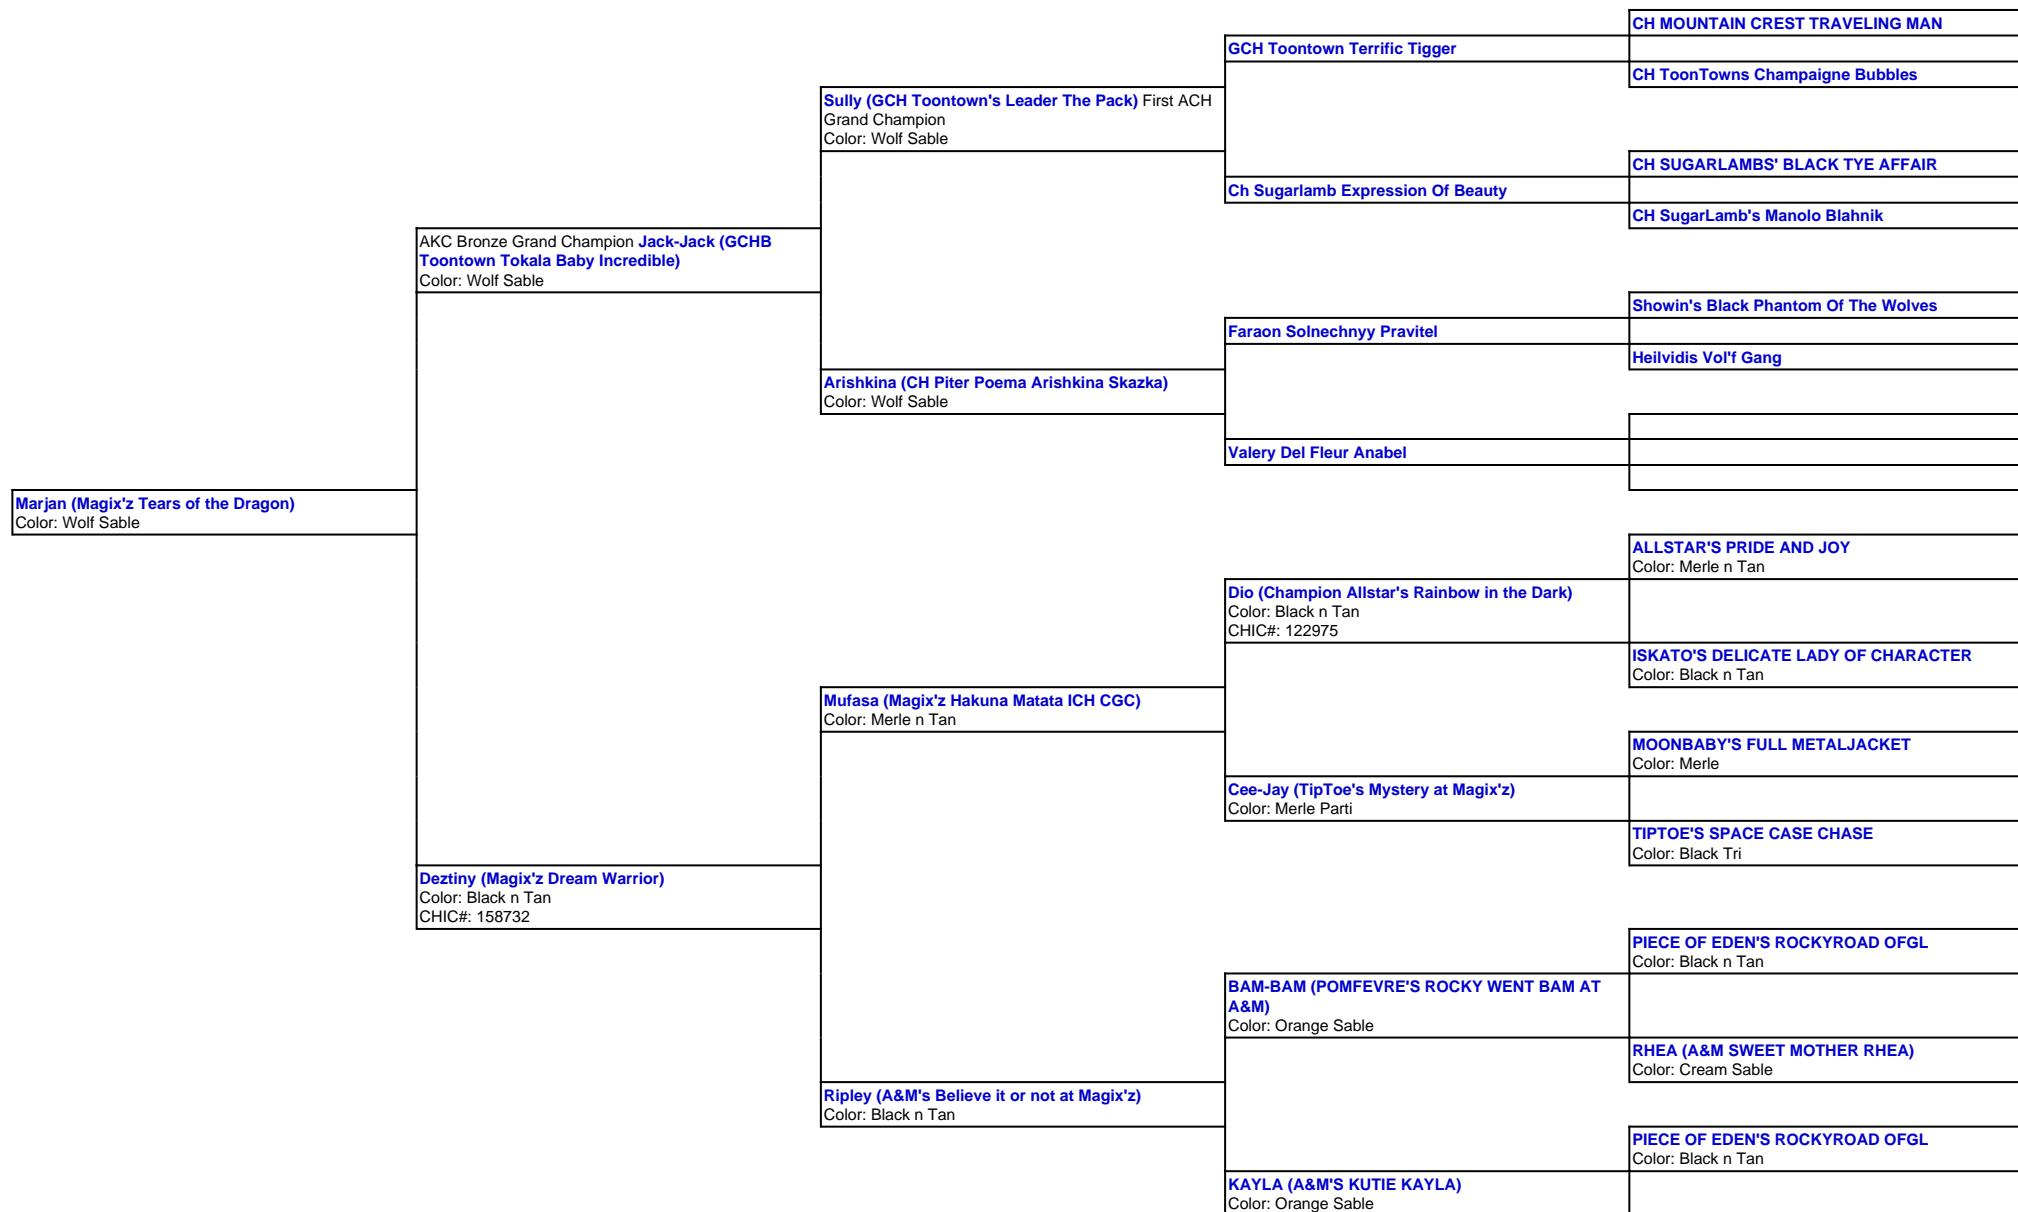 CH MOUNTAIN CREST TRAVELING MAN
GCH Toontown Terrific Tigger
CH ToonTowns Champaigne Bubbles
Sully (GCH Toontown's Leader The Pack) First ACH
Grand Champion
Color: Wolf Sable
CH SUGARLAMBS' BLACK TYE AFFAIR
Ch Sugarlamb Expression Of Beauty
CH SugarLamb's Manolo Blahnik
AKC Bronze Grand Champion Jack-Jack (GCHB
Toontown Tokala Baby Incredible)
Color: Wolf Sable
Showin's Black Phantom Of The Wolves
Faraon Solnechnyy Pravitel
Heilvidis Vol'f Gang
Arishkina (CH Piter Poema Arishkina Skazka)
Color: Wolf Sable
Valery Del Fleur Anabel
Marjan (Magix'z Tears of the Dragon)
Color: Wolf Sable
ALLSTAR'S PRIDE AND JOY
Color: Merle n Tan
Dio (Champion Allstar's Rainbow in the Dark)
Color: Black n Tan
CHIC#: 122975
ISKATO'S DELICATE LADY OF CHARACTER
Color: Black n Tan
Mufasa (Magix'z Hakuna Matata ICH CGC)
Color: Merle n Tan
MOONBABY'S FULL METALJACKET
Color: Merle
Cee-Jay (TipToe's Mystery at Magix'z)
Color: Merle Parti
TIPTOE'S SPACE CASE CHASE
Color: Black Tri
Deztiny (Magix'z Dream Warrior)
Color: Black n Tan
CHIC#: 158732
PIECE OF EDEN'S ROCKYROAD OFGL
Color: Black n Tan
BAM-BAM (POMFEVRE'S ROCKY WENT BAM AT
A&M)
Color: Orange Sable
RHEA (A&M SWEET MOTHER RHEA)
Color: Cream Sable
Ripley (A&M's Believe it or not at Magix'z)
Color: Black n Tan
PIECE OF EDEN'S ROCKYROAD OFGL
Color: Black n Tan
KAYLA (A&M'S KUTIE KAYLA)
Color: Orange Sable